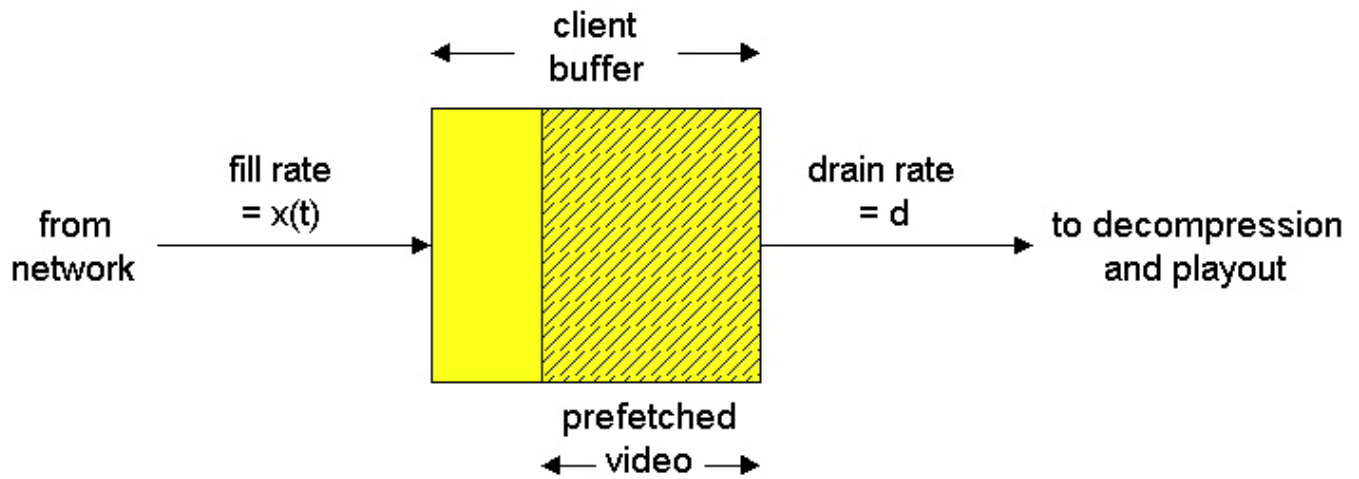 client
buffer
fill rate
= x(t)
drain rate
= d
from
network
to decompression
and playout
prefetched
video